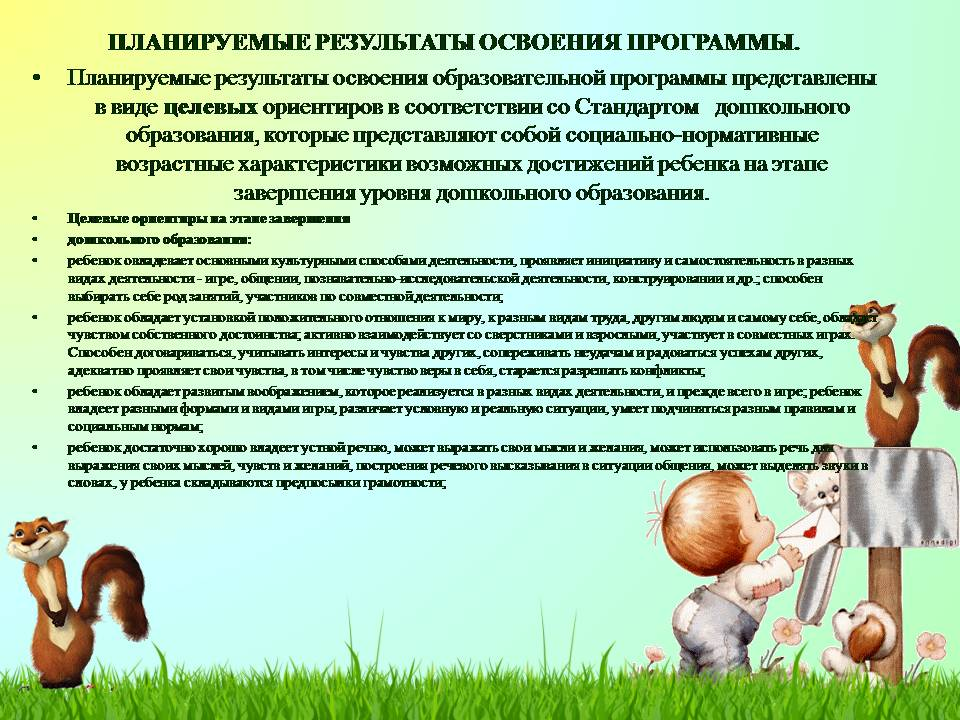 ПЛАНИРУЕМЫЕ РЕЗУЛЬТАТЫ ОСВОЕНИЯ ПРОГРАММЫ.
• Планируемые результаты освоения образовательной программы представлены
в виде целевых ориентиров в соответствии со Стандартом дошкольного
образования, которые представляют собой социально-нормативные
возрастные характеристики возможных достижений ребенка на этапе
завершения уровня дошкольного образования.
• Целевые ориентиры на этапе завершения
• дошкольного образования:
• ребенок овладевает основными культурными способами деятельности, проявляет инициативу и самостоятельность в разных
видах деятельности - игре, общении, познавательно-исследовательской деятельности, конструировании и др.; способен
выбирать себе род занятий, участников по совместной деятельности;
• ребенок обладает установкой положительного отношения к миру, к разным видам труда, другим людям и самому себе, обладает
чувством собственного достоинства; активно взаимодействует со сверстниками и взрослыми, участвует в совместных играх.
Способен договариваться, учитывать интересы и чувства других, сопереживать неудачам и радоваться успехам других,
адекватно проявляет свои чувства, в том числе чувство веры в себя, старается разрешать конфликты;
• ребенок обладает развитым воображением, которое реализуется в разных видах деятельности, и прежде всего в игре; ребенок
владеет разными формами и видами игры, различает условную и реальную ситуации, умеет подчиняться разным правилам и
социальным нормам;
• ребенок достаточно хорошо владеет устной речью, может выражать свои мысли и желания, может использовать речь для
выражения своих мыслей, чувств и желаний, построения речевого высказывания в ситуации общения, может выделять звуки в
словах, у ребенка складываются предпосылки грамотности;